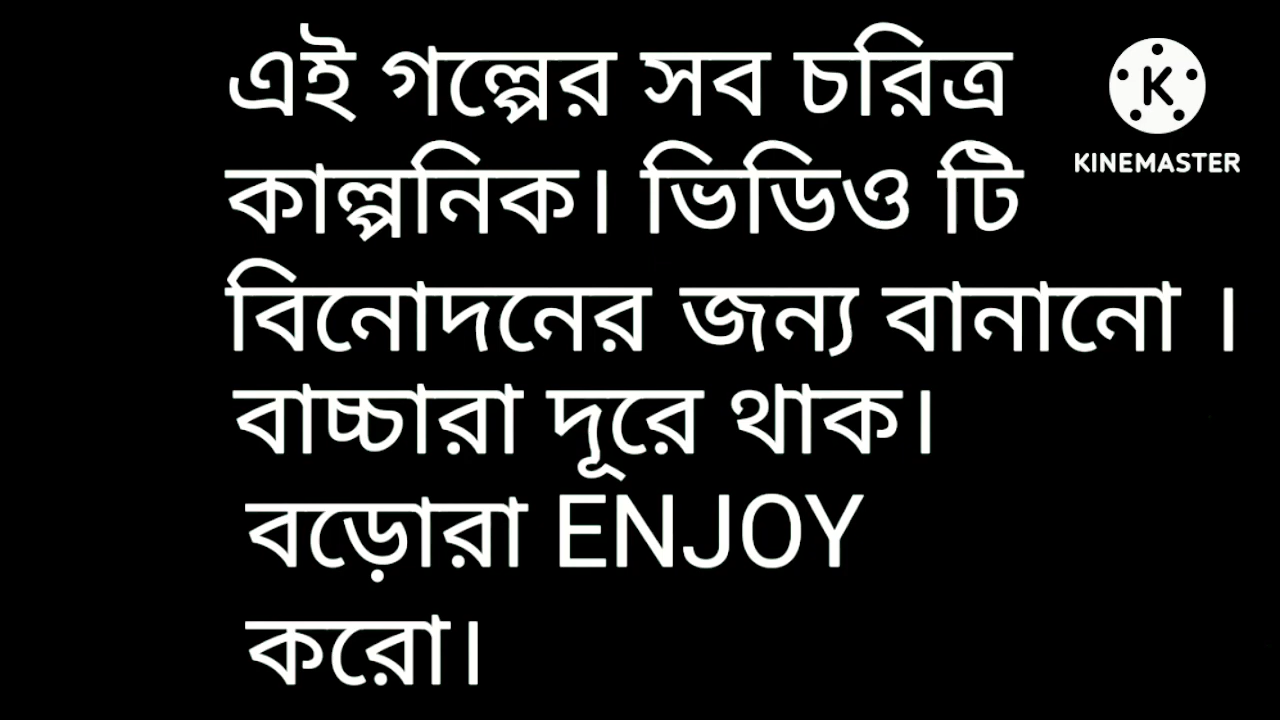 এই গল্পের সব চরিত্র
কাল্পনিক। ভিডিও টি
বিনোদনের জন্য বানানো ।
বাচ্চারা দূরে থাক।
বড়োরা ENJOY
করো।
K
KINEMASTER